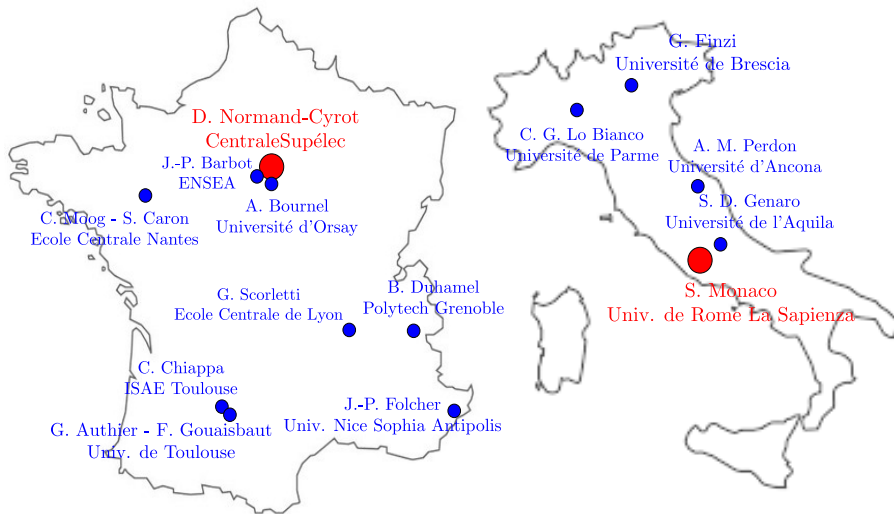 D. Normand-Cyrot
CentraleSupélec
J.-P. Barbot
ENSEA
A. Bournel
Université d'Orsay
C. Moog - S. Caron
Ecole Centrale Nantes
G. Scorletti
Ecole Centrale de Lyon
B. Duhamel
Polytech Grenoble
C. Chiappa
ISAE Toulouse
G. Authier - F. Gouaisbaut
Univ. de Toulouse
J.-P. Folcher
Univ. Nice Sophia Antipolis
G. Finzi
Université de Brescia
C. G. Lo Bianco
Université de Parme
A. M. Perdon
Université d'Ancona
S. D. Genaro
Université de l'Aquila
S. Monaco
Univ. de Rome La Sapienza